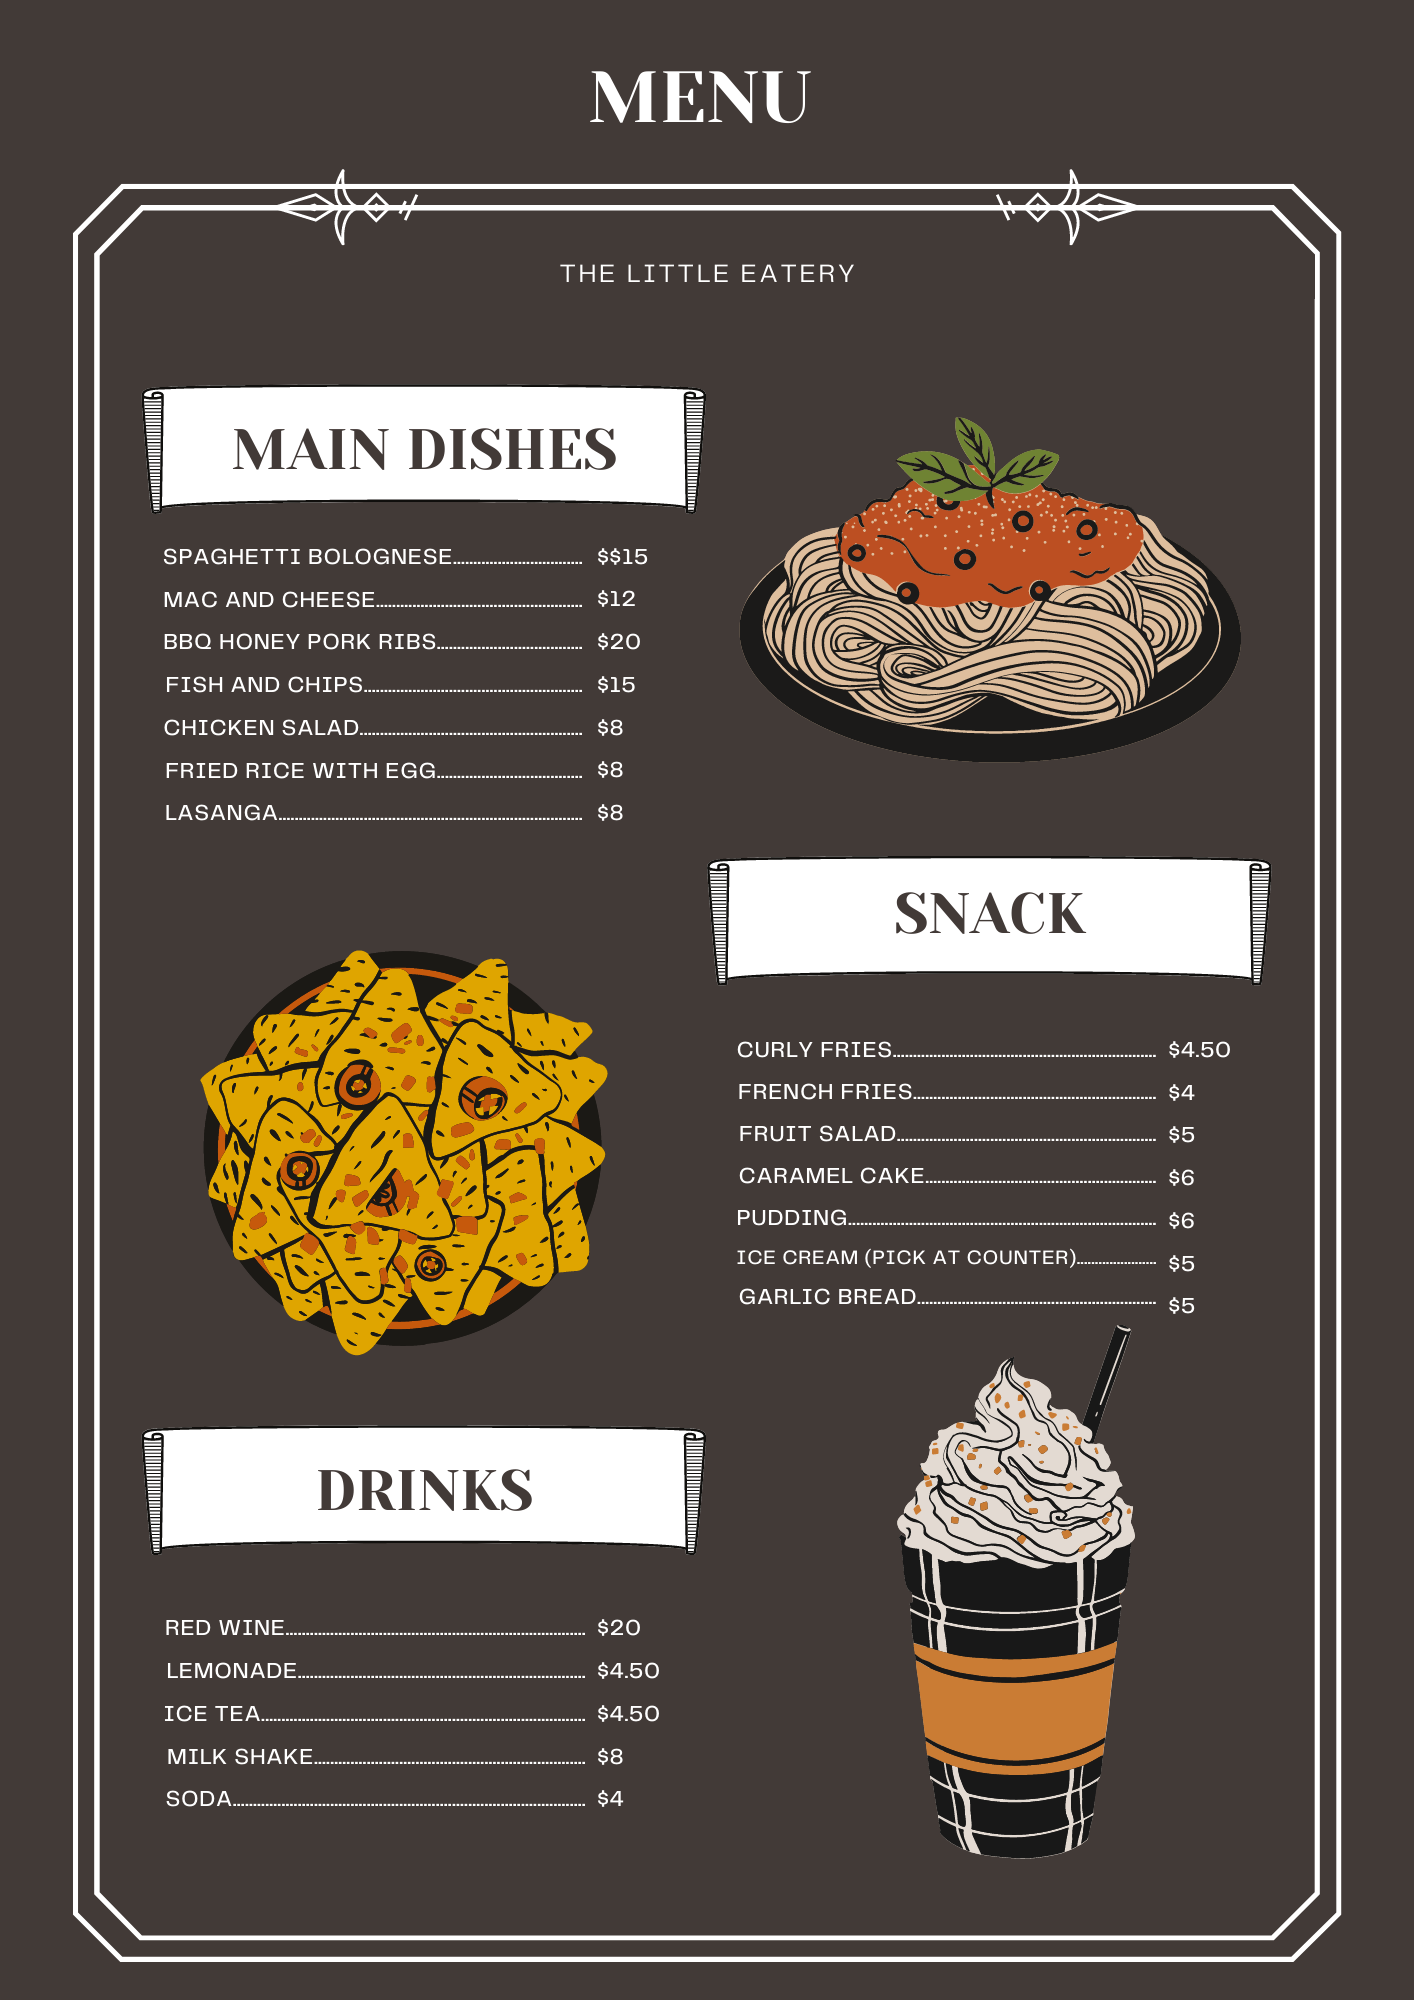 MENU
THE LITTLE EATERY
MAIN DISHES
SPAGHETTI BOLOGNESE $$15
MAC AND CHEESE $12
BBQ HONEY PORK RIBS $20
FISH AND CHIPS $15
CHICKEN SALAD $8
FRIED RICE WITH EGG $8
LASANGA $8
SNACK
CURLY FRIES $4.50
FRENCH FRIES $4
FRUIT SALAD $5
CARAMEL CAKE $6
PUDDING $6
ICE CREAM (PICK AT COUNTER) $5
GARLIC BREAD $5
DRINKS
RED WINE $20
LEMONADE $4.50
ICE TEA $4.50
MILK SHAKE $8
SODA $4